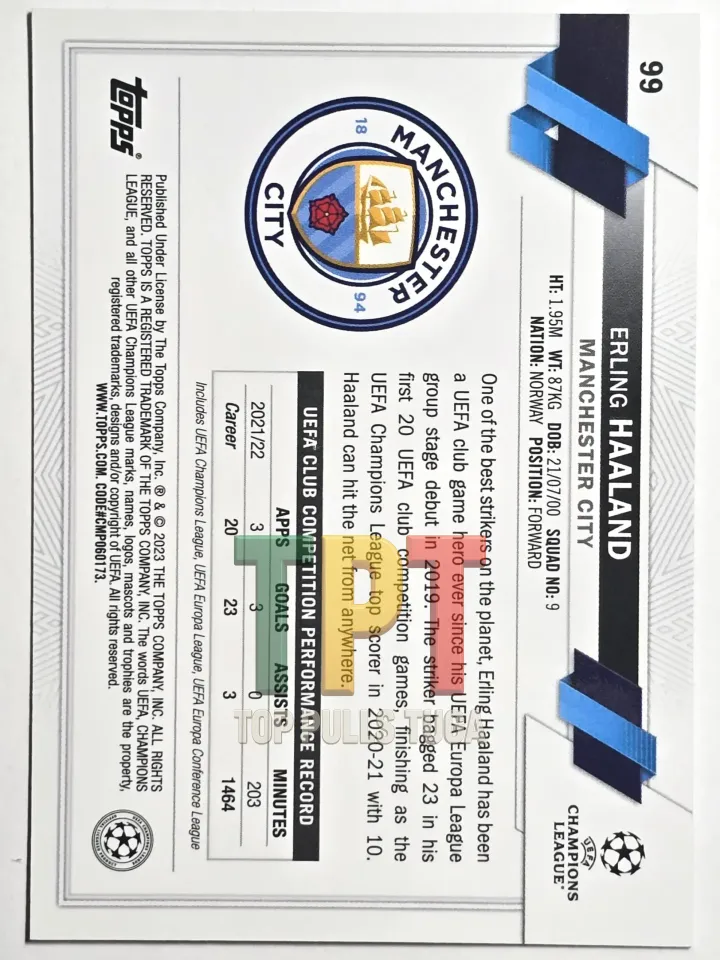 99
ERLING HAALAND
MANCHESTER CITY
HT: 1.95M WT: 87KG DOB: 21/07/00 SQUAD NO: 9
NATION: NORWAY POSITION: FORWARD
UEFA
CHAMPIONS
LEAGUE®
MANCHESTER
18 94
CITY
One of the best strikers on the planet, Erling Haaland has been
a UEFA club game hero ever since his UEFA Europa League
group stage debut in 2019. The striker bagged 23 in his
first 20 UEFA club competition games, finishing as the
UEFA Champions League top scorer in 2020-21 with 10.
Haaland can hit the net from anywhere.
UEFA CLUB COMPETITION PERFORMANCE RECORD
APPS GOALS ASSISTS MINUTES
2021/22 3 3 0 203
Career 20 23 3 1464
Includes UEFA Champions League, UEFA Europa League, UEFA Europa Conference League
topps®
Published Under License by The Topps Company, Inc. ® & © 2023 THE TOPPS COMPANY, INC. ALL RIGHTS
RESERVED. TOPPS IS A REGISTERED TRADEMARK OF THE TOPPS COMPANY, INC. The words UEFA, CHAMPIONS
LEAGUE, and all other UEFA Champions League marks, names, logos, mascots and trophies are the property,
registered trademarks, designs and/or copyright of UEFA. All rights reserved.
WWW.TOPPS.COM. CODE#CMP060173.
TPT
TOP PULLS TUGA